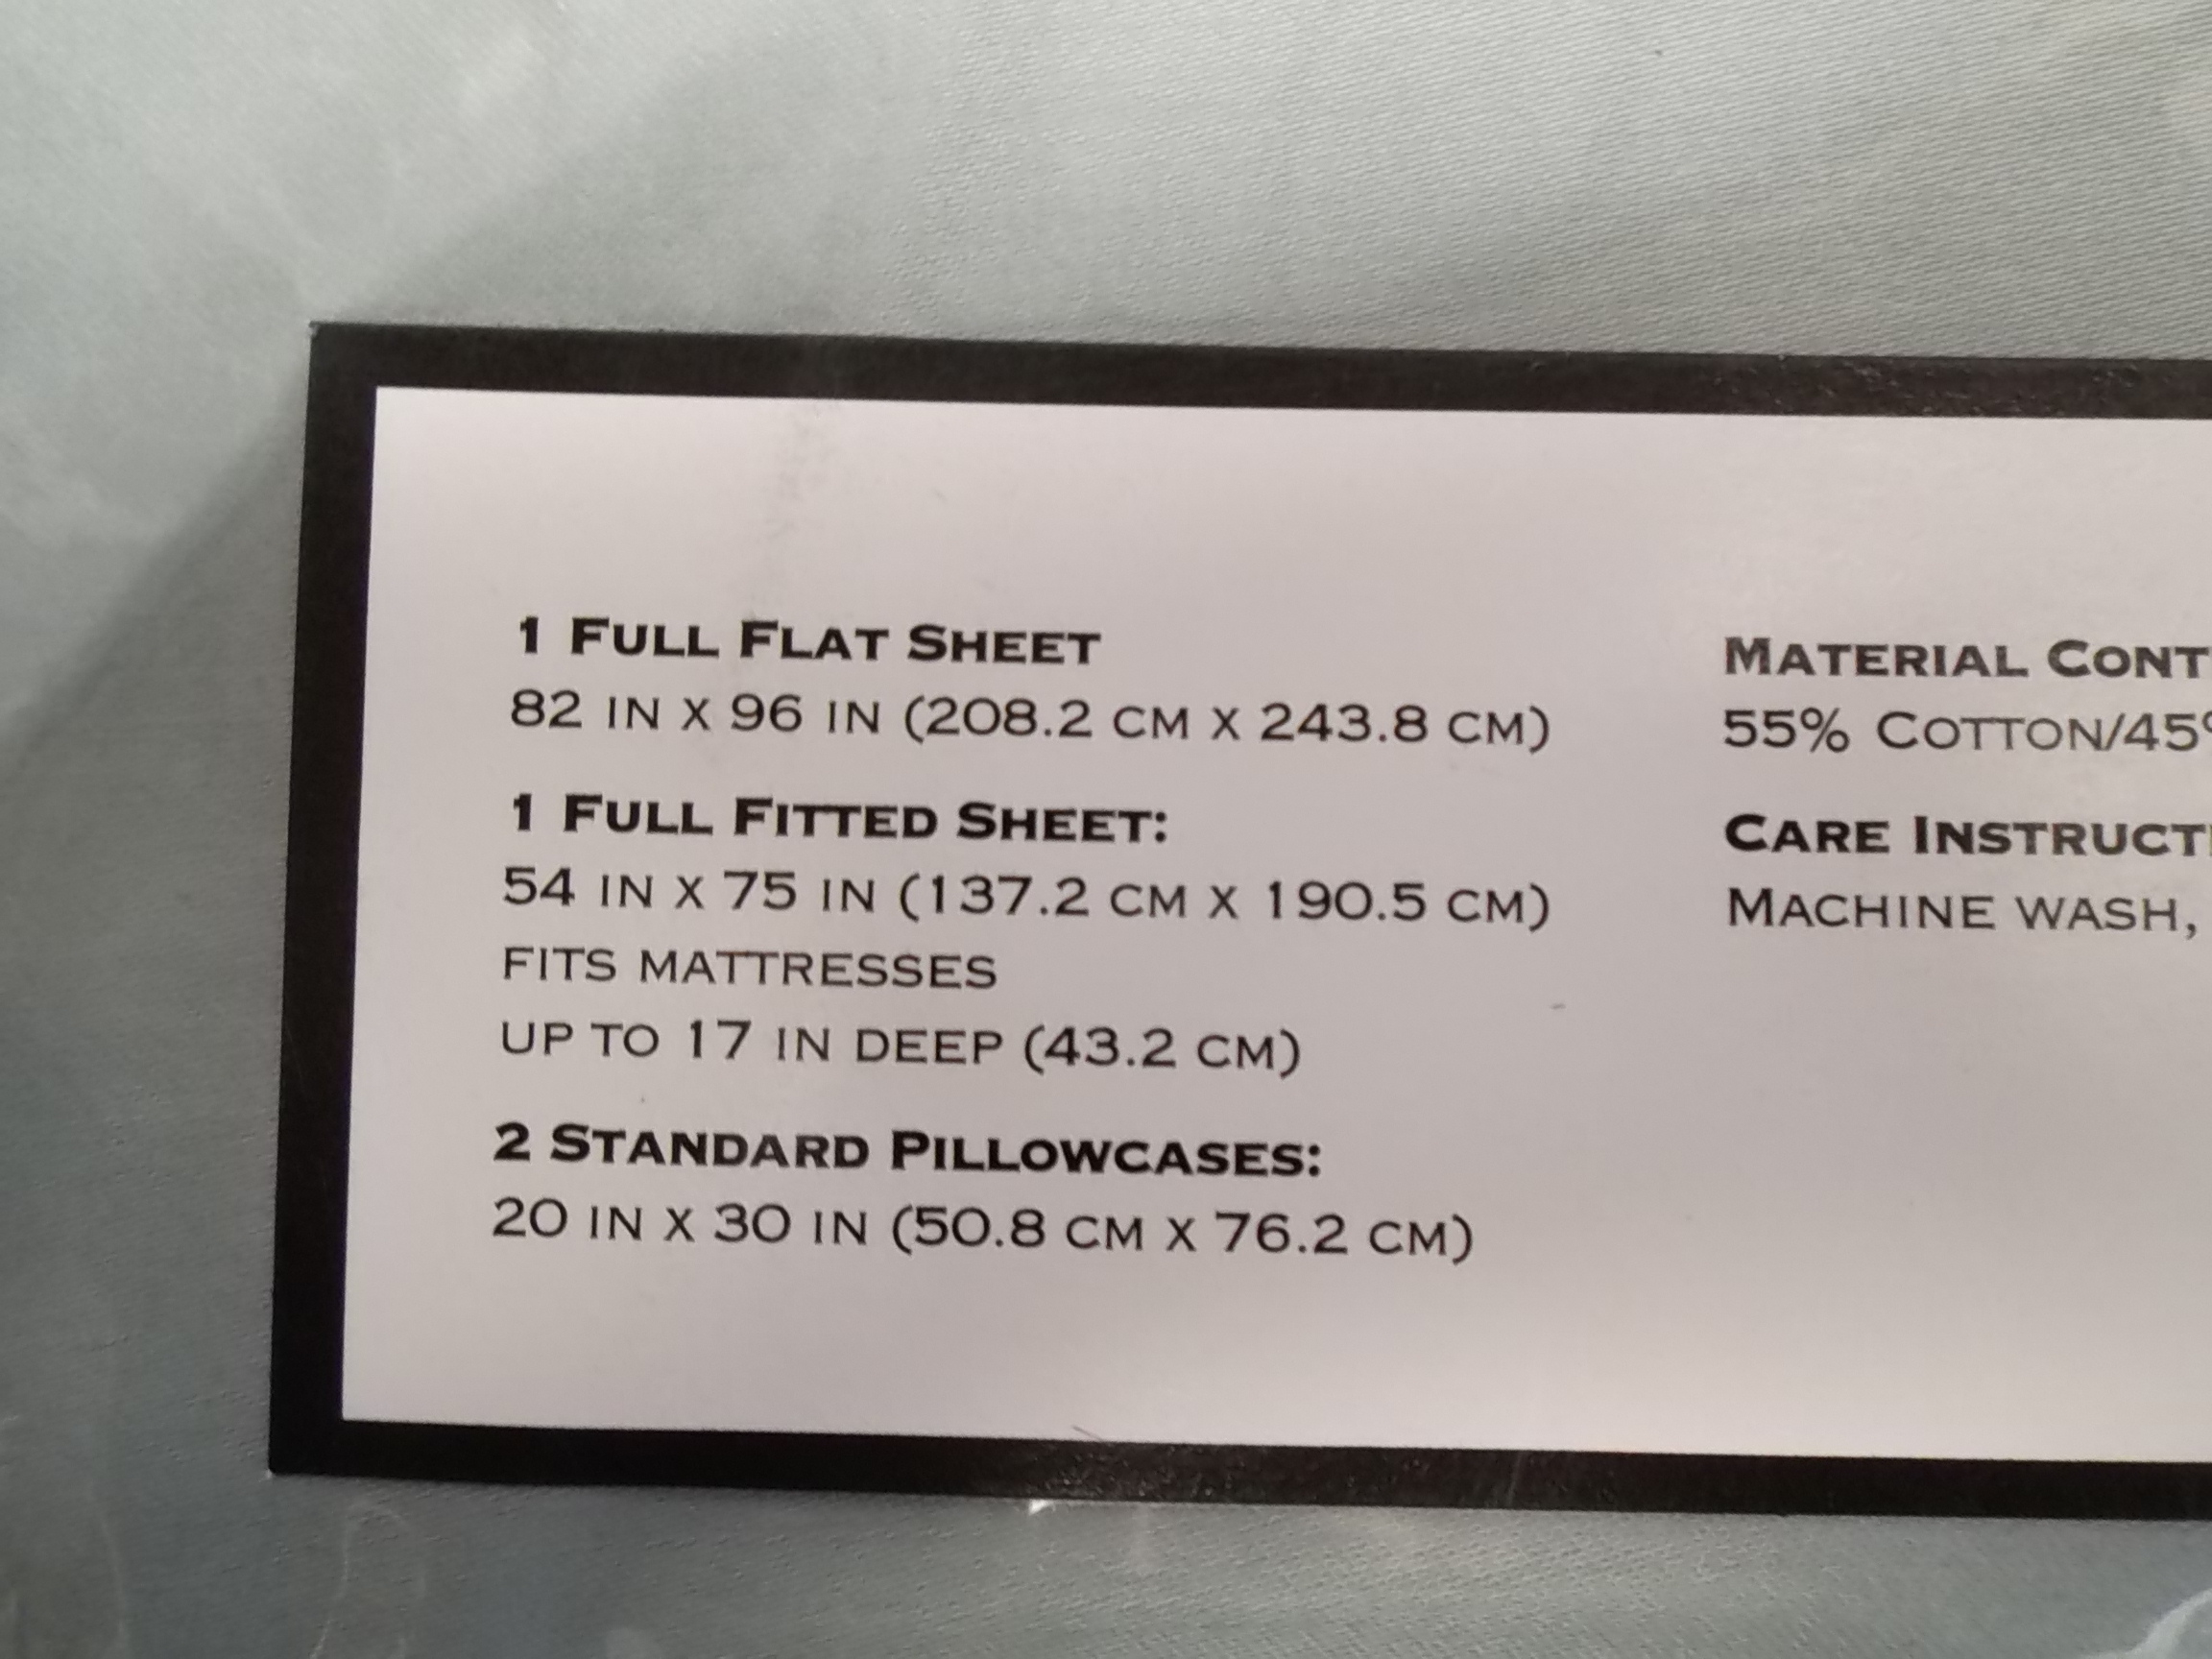 1 FULL FLAT SHEET
82 IN X 96 IN (208.2 CM X 243.8 CM)
1 FULL FITTED SHEET:
54 IN X 75 IN (137.2 CM X 190.5 CM)
FITS MATTRESSES
UP TO 17 IN DEEP (43.2 CM)
2 STANDARD PILLOWCASES:
20 IN X 30 IN (50.8 CM X 76.2 CM)
MATERIAL
55% COTTON/45
CARE
MACHINE WASH,